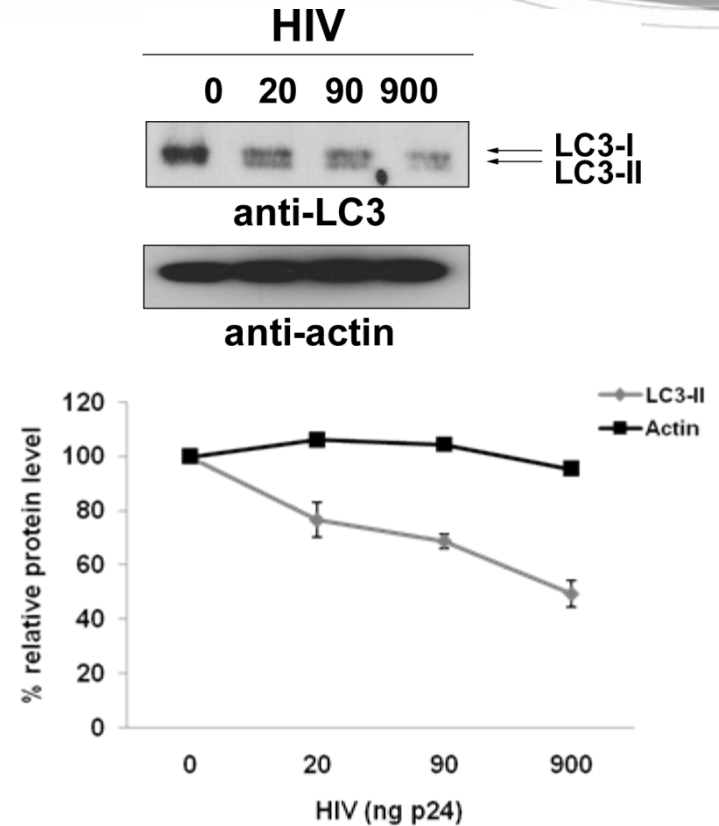 HIV
0 20 90 900
LC3-I
LC3-II
anti-LC3
anti-actin
120
100
80
60
40
20
0
% relative protein level
LC3-II
Actin
0 20 90 900
HIV (ng p24)